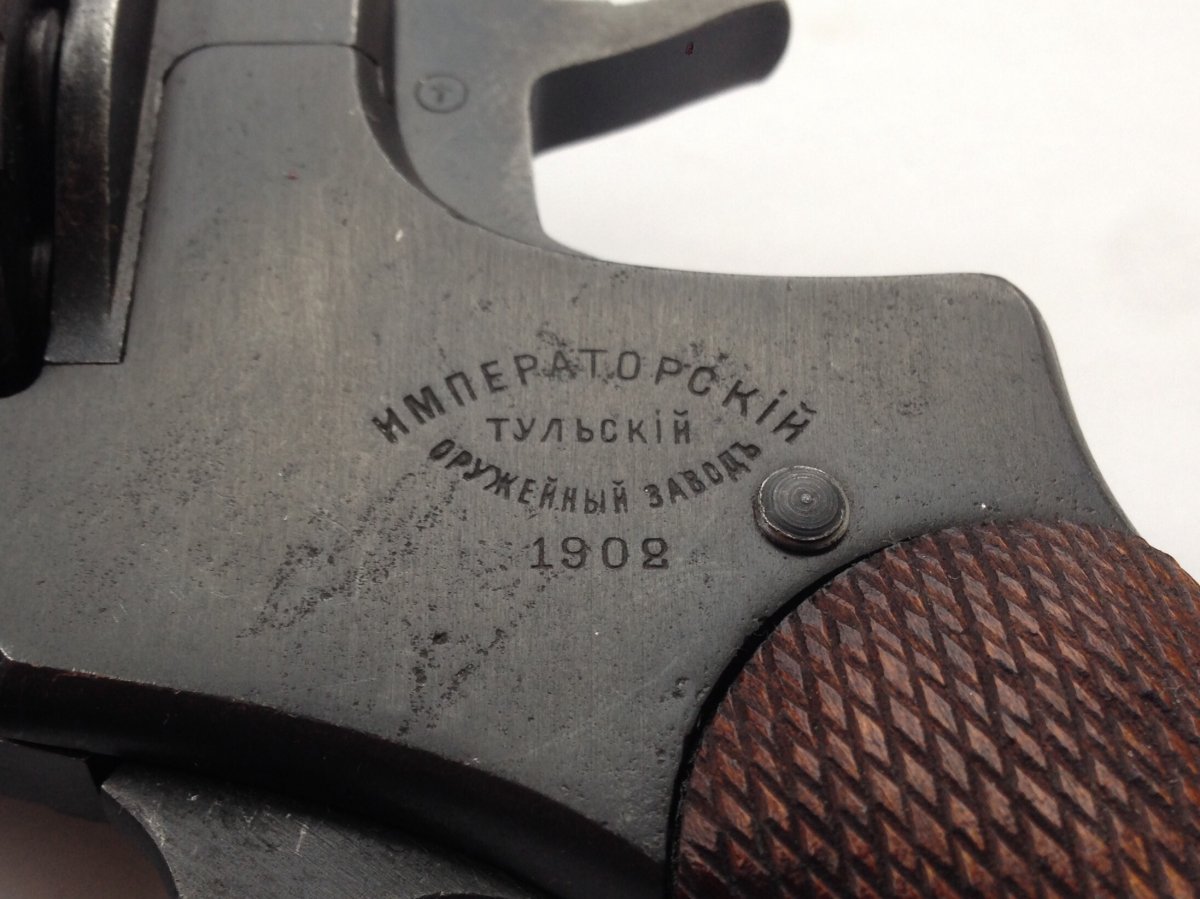 ИМПЕРАТОРСКІЙ
ТУЛЬСКІЙ
ОРУЖЕЙНЫЙ ЗАВОДЪ
1902